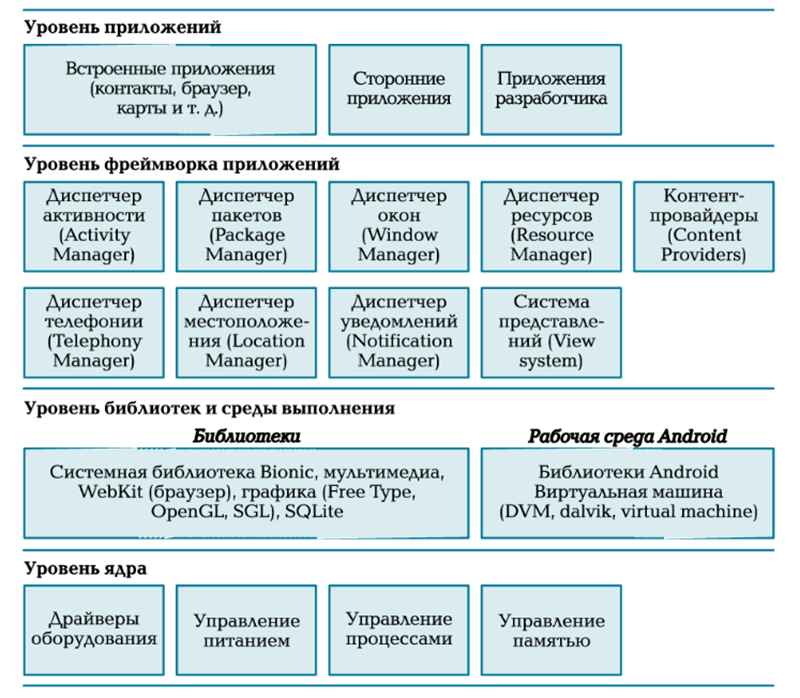 Уровень приложений
Встроенные приложения
(контакты, браузер,
карты и т. д.)
Сторонние
приложения
Приложения
разработчика
Уровень фреймворка приложений
Диспетчер
активности
(Activity
Manager)
Диспетчер
пакетов
(Package
Manager)
Диспетчер
окон
(Window
Manager)
Диспетчер
ресурсов
(Resource
Manager)
Контент-
провайдеры
(Content
Providers)
Диспетчер
телефонии
(Telephony
Manager)
Диспетчер
местоположе-
ния (Location
Manager)
Диспетчер
уведомлений
(Notification
Manager)
Система
представле-
ний (View
system)
Уровень библиотек и среды выполнения
Библиотеки
Системная библиотека Bionic, мультимедиа,
WebKit (браузер), графика (Free Type,
OpenGL, SGL), SQLite
Рабочая среда Android
Библиотеки Android
Виртуальная машина
(DVM, dalvik, virtual machine)
Уровень ядра
Драйверы
оборудования
Управление
питанием
Управление
процессами
Управление
памятью